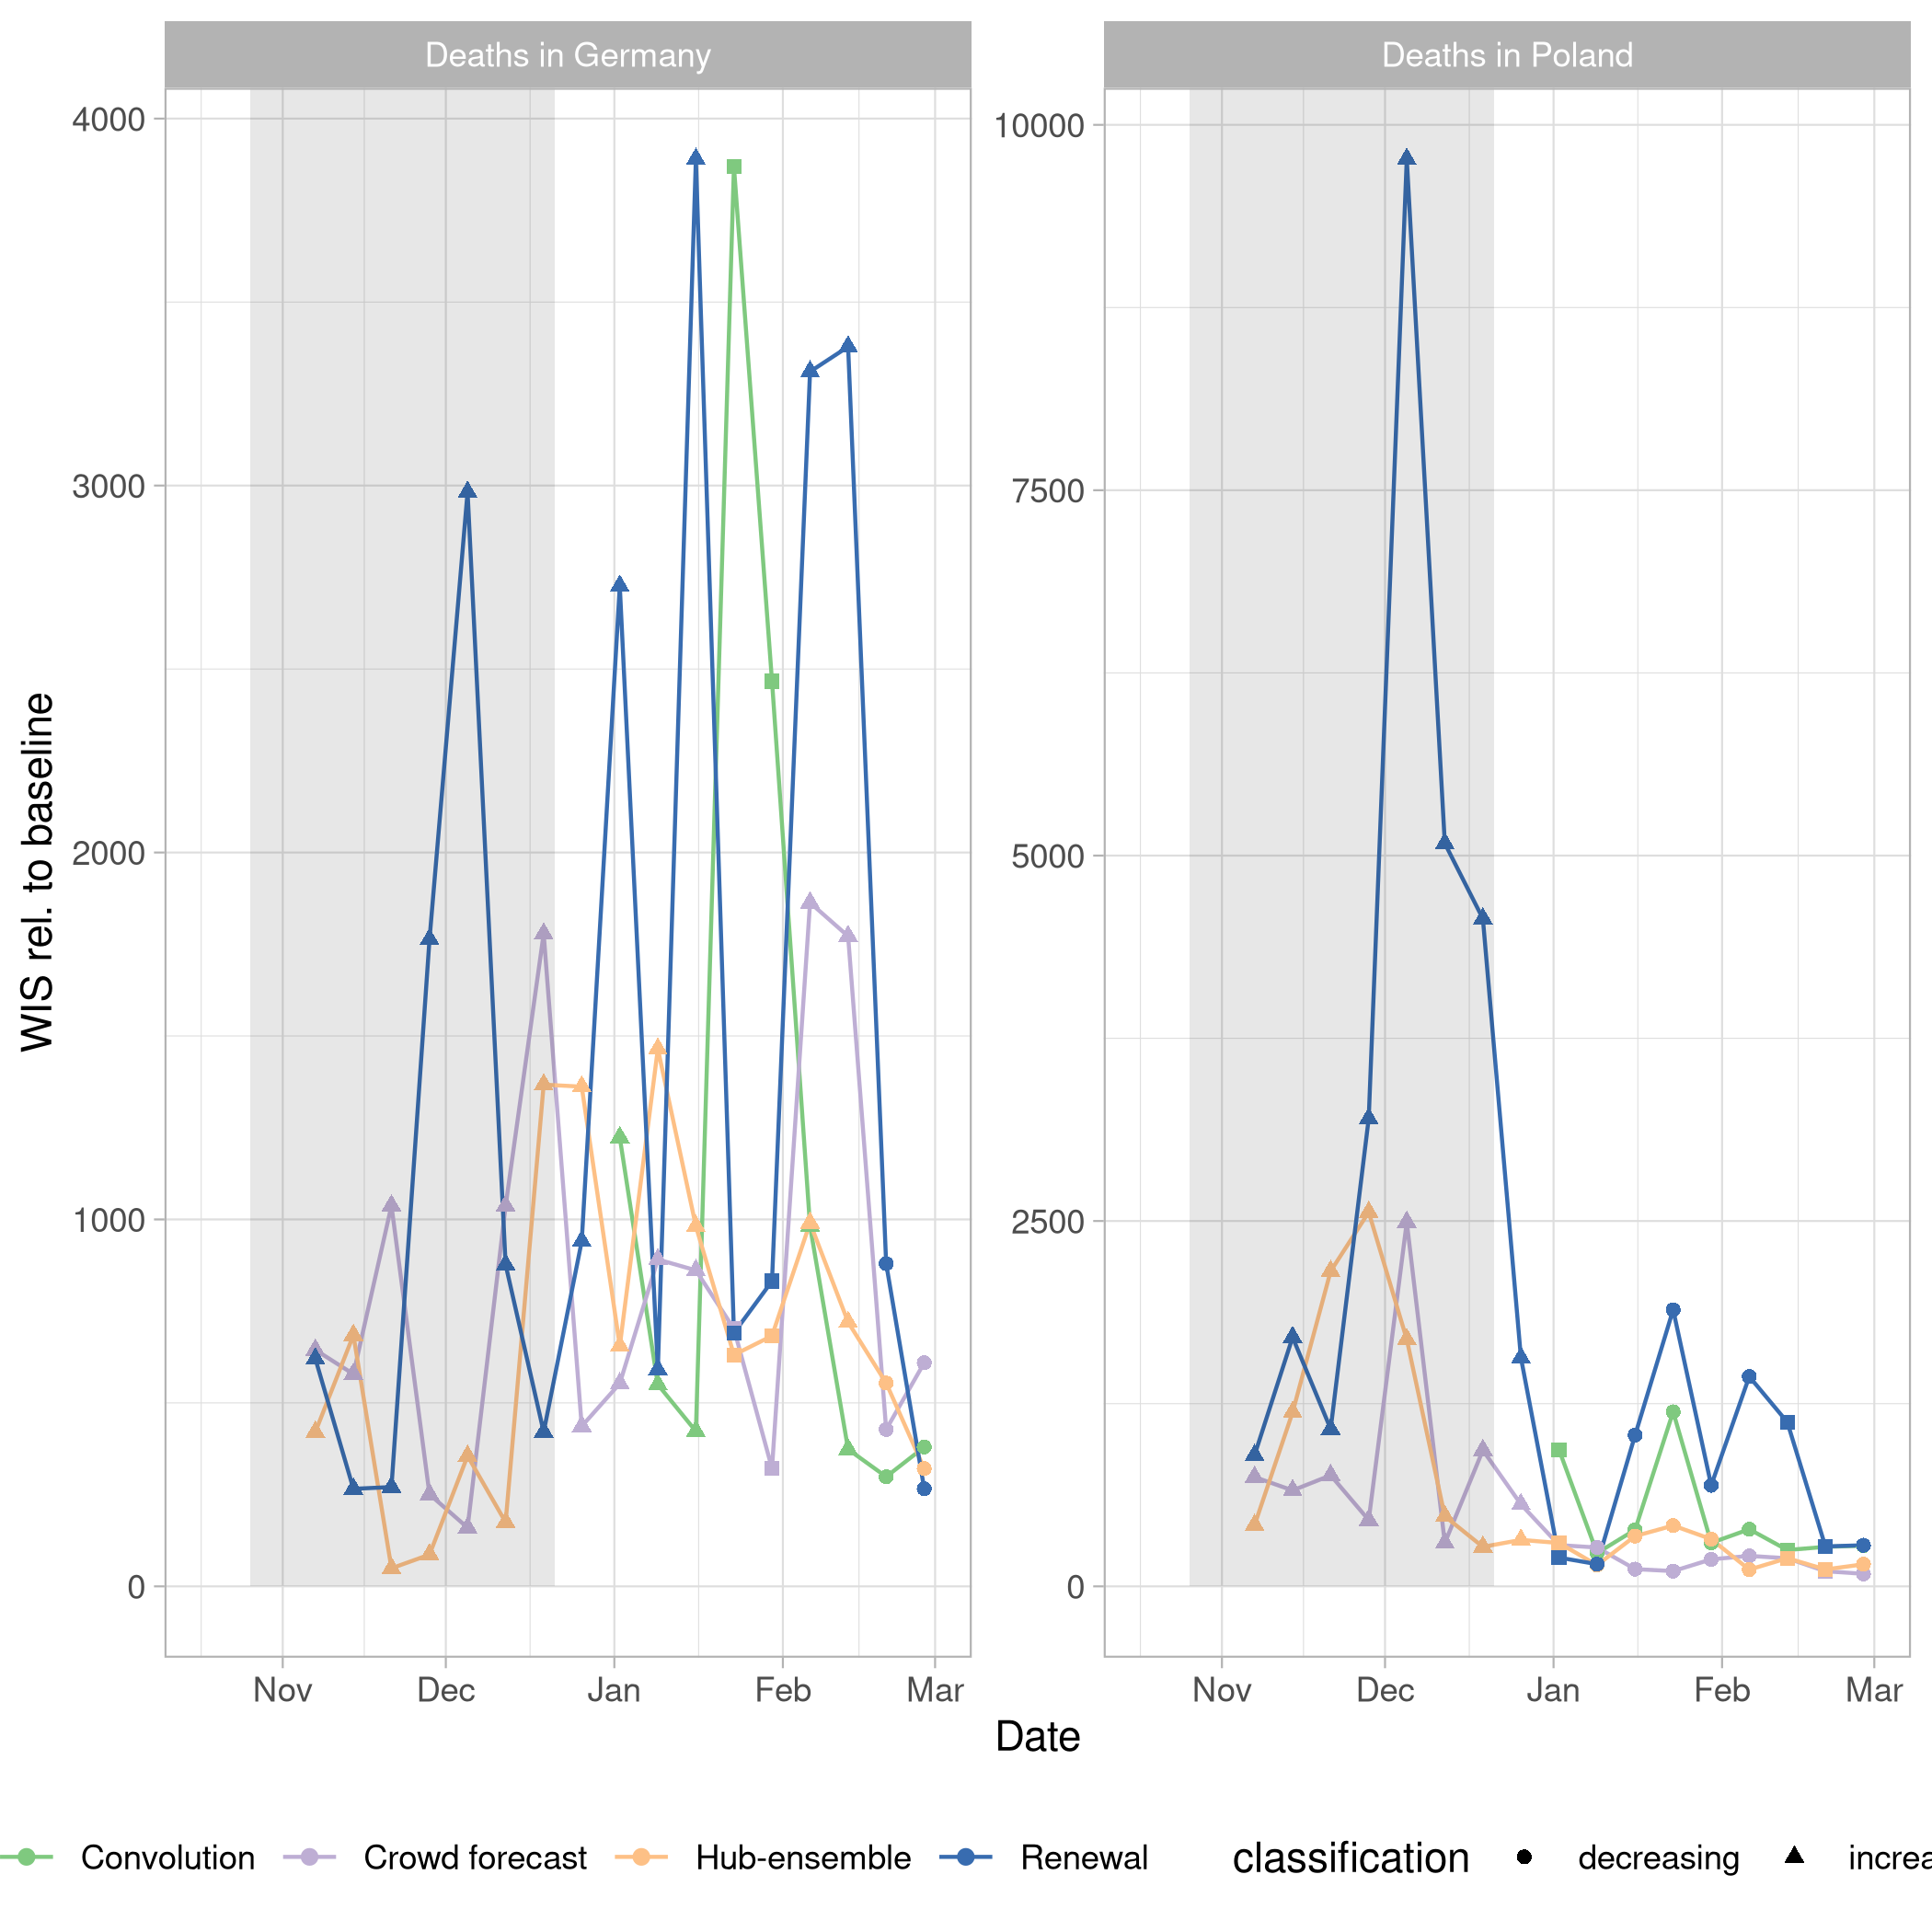 Deaths in Germany
Deaths in Poland
4000
3000
2000
1000
0
10000
7500
5000
2500
0
WIS rel. to baseline
Nov Dec Jan Feb Mar
Nov Dec Jan Feb Mar
Date
Convolution Crowd forecast Hub-ensemble Renewal classification decreasing increa